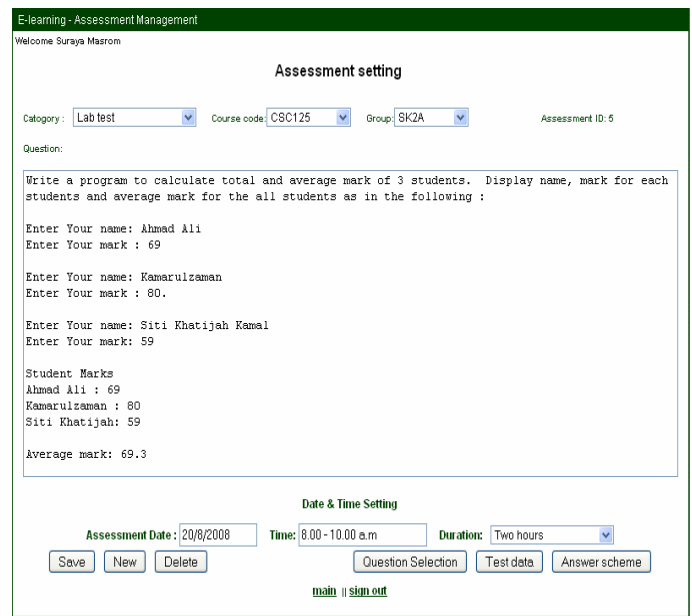 E-learning - Assessment Management
Welcome Suraya Masrom
Assessment setting
Catogory : Lab test Course code: CSC125 Group: SK2A Assessment ID: 5
Question:
Write a program to calculate total and average mark of 3 students.  Display name, mark for each
students and average mark for the all students as in the following :
Enter Your name: Ahmad Ali
Enter Your mark : 69
Enter Your name: Kamarulzaman
Enter Your mark : 80.
Enter Your name: Siti Khatijah Kamal
Enter Your mark: 59
Student Marks
Ahmad Ali : 69
Kamarulzaman : 80
Siti Khatijah: 59
Average mark: 69.3
Date & Time Setting
Assessment Date : 20/8/2008 Time: 8.00 - 10.00 a.m Duration: Two hours
Save New Delete Question Selection Test data Answer scheme
main || sign out